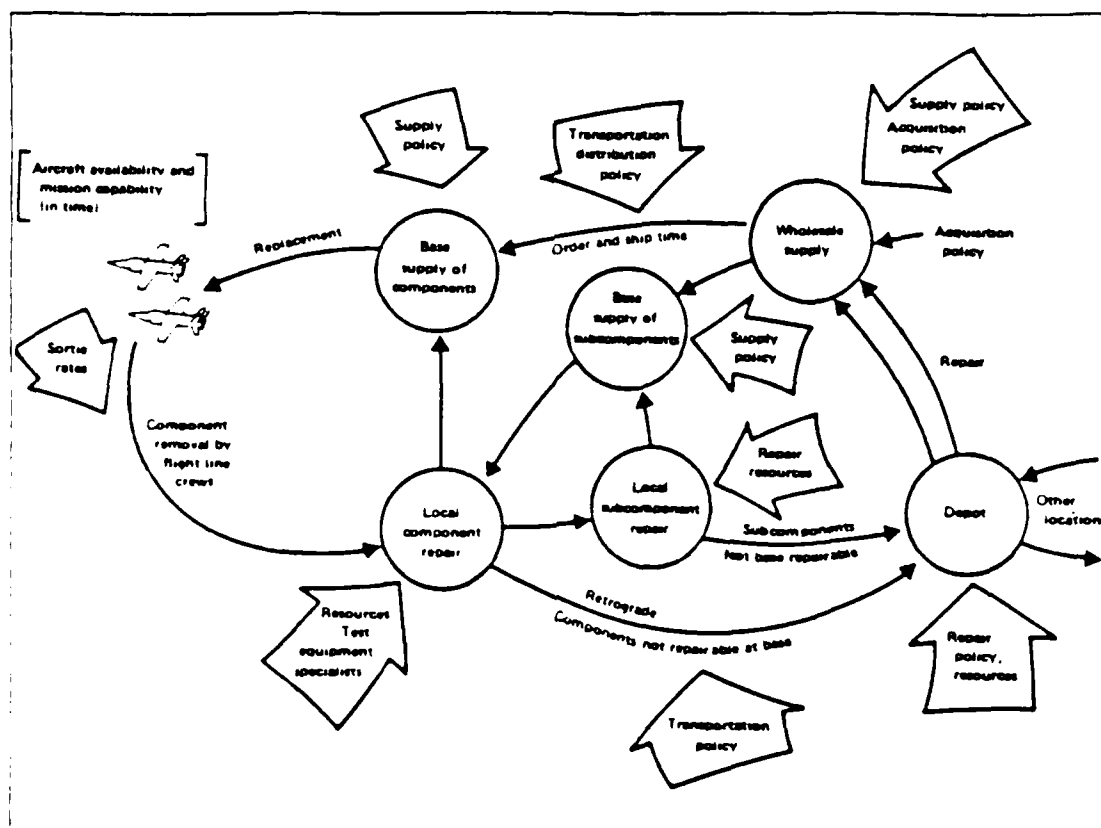 Supply policy
Acquisition
policy
Supply
policy
Transportation
distribution
policy
Aircraft availability and
mission capability
(in time)
Replacement
Base
supply of
components
Order and ship time
Wholesale
supply
Acquisition
policy
Base
supply of
subcomponents
Supply
policy
Sortie
rates
Repair
Component
removal by
flight line
crews
Repair
resources
Local
component
repair
Local
subcomponent
repair
Subcomponents
Not base repairable
Depot
Other
location
Retrograde
Components not repairable at base
Resources
Test
equipment
specialists
Repair
policy,
resources
Transportation
policy